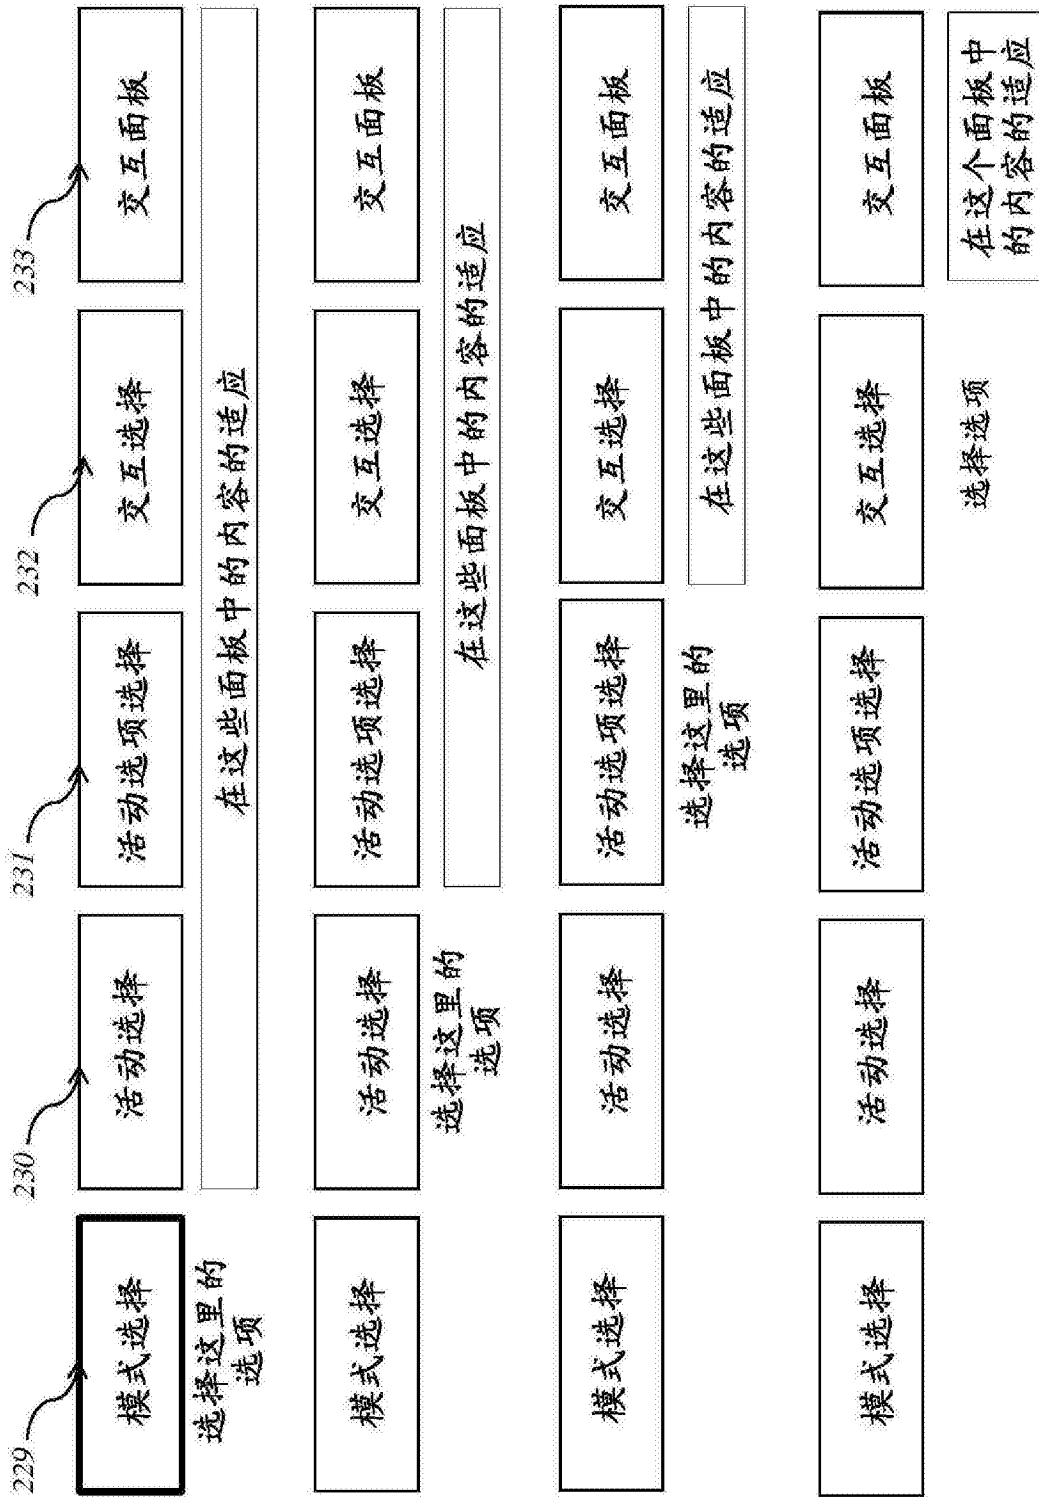 229
230
231
232
233
模式选择
活动选择
活动选项选择
交互选择
交互面板
选择这里的
选项
在这些面板中的内容的适应
模式选择
活动选择
活动选项选择
交互选择
交互面板
选择这里的
选项
在这些面板中的内容的适应
模式选择
活动选择
活动选项选择
交互选择
交互面板
选择这里的
选项
在这些面板中的内容的适应
模式选择
活动选择
活动选项选择
交互选择
交互面板
选择选项
在这个面板中
的内容的适应